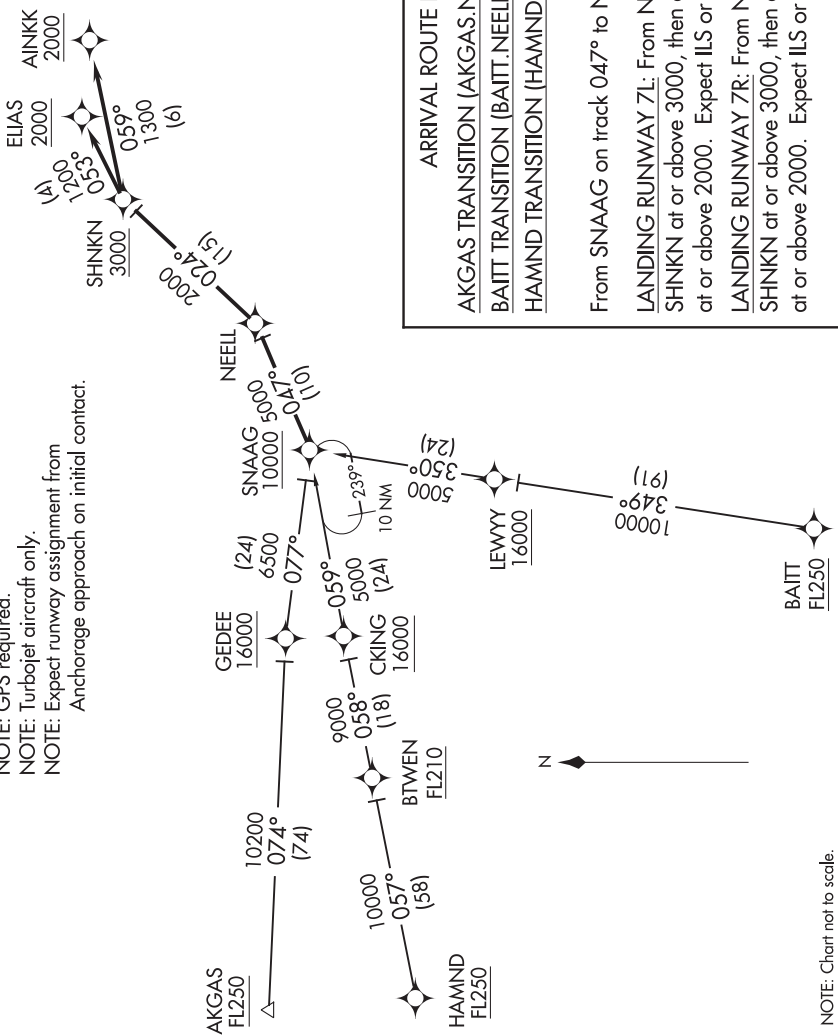 NOTE: GPS required.
NOTE: Turbojet aircraft only.
NOTE: Expect runway assignment from
Anchorage approach on initial contact.
AINKK
2000
ELIAS
2000
059°
1300
(6)
(4)
1200
053°
SHNKN
3000
2000
024°
(15)
NEELL
5000
047°
(10)
SNAAG
10000
239°
10 NM
(24)
6500
077°
GEDEE
16000
10200
074°
(74)
AKGAS
FL250
059°
5000
(24)
CKING
16000
9000
058°
(18)
BTWEN
FL210
10000
057°
(58)
HAMND
FL250
5000
350°
(24)
LEWYY
16000
10000
349°
(91)
BAITT
FL250
N
ARRIVAL ROUTE
AKGAS TRANSITION (AKGAS.N
BAITT TRANSITION (BAITT.NEELL
HAMND TRANSITION (HAMND
From SNAAG on track 047° to N
LANDING RUNWAY 7L: From N
SHNKN at or above 3000, then
at or above 2000. Expect ILS or
LANDING RUNWAY 7R: From N
SHNKN at or above 3000, then
at or above 2000. Expect ILS or
NOTE: Chart not to scale.